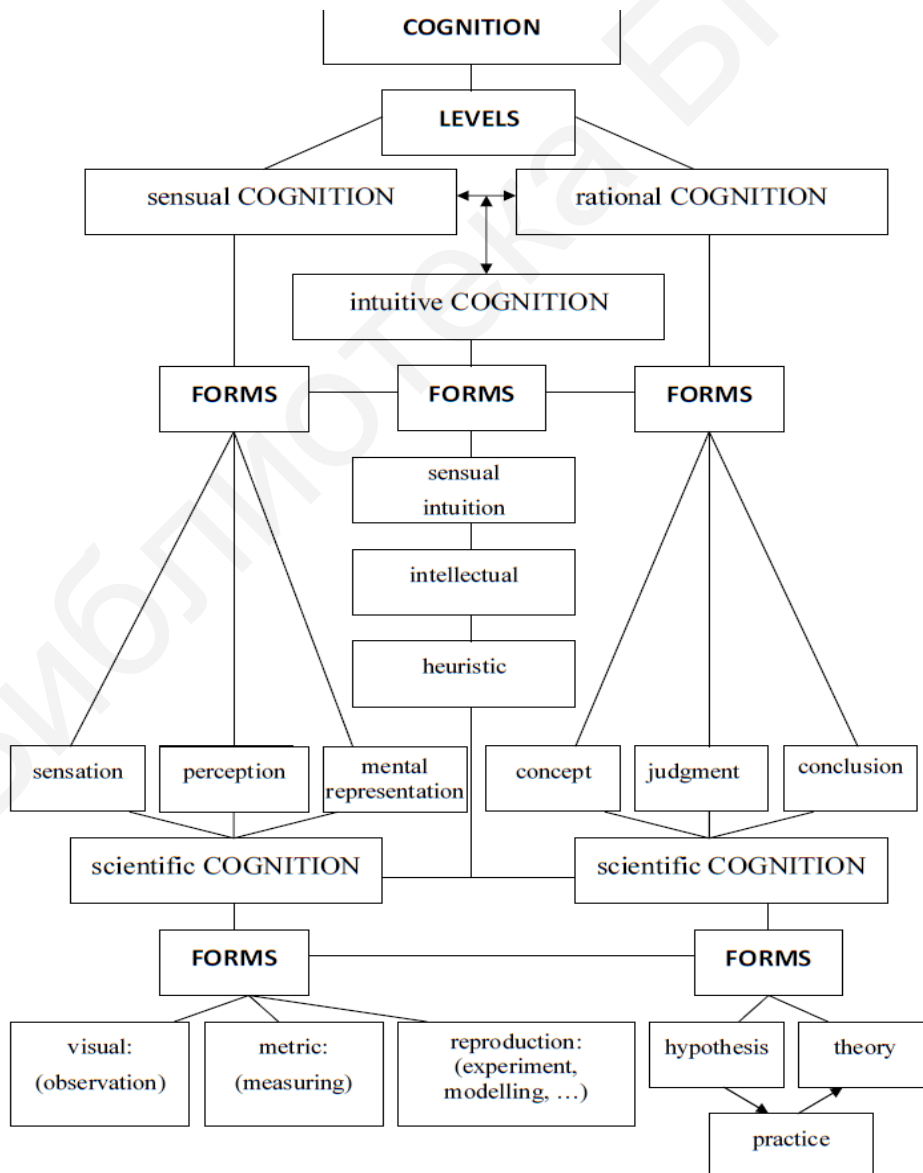 COGNITION
LEVELS
sensual COGNITION
rational COGNITION
intuitive COGNITION
FORMS
FORMS
FORMS
sensual
intuition
intellectual
heuristic
sensation
perception
mental
representation
concept
judgment
conclusion
scientific COGNITION
scientific COGNITION
FORMS
FORMS
visual:
(observation)
metric:
(measuring)
reproduction:
(experiment,
modelling, …)
hypothesis
theory
practice